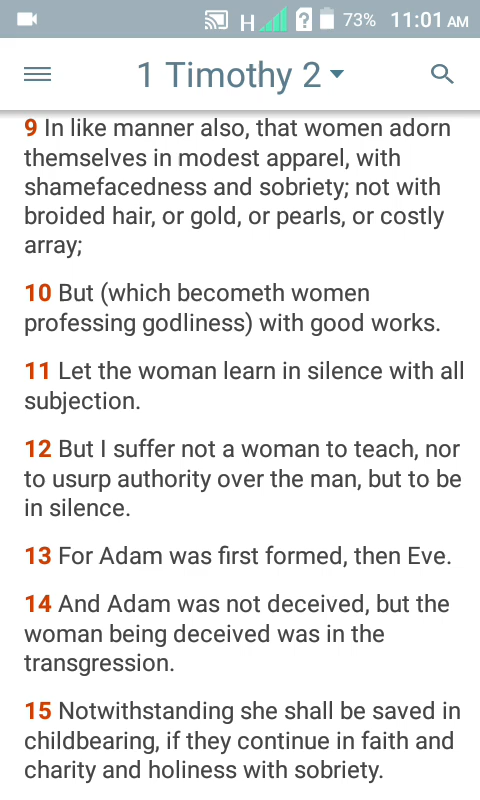 H 73% 11:01 AM
1 Timothy 2
9 In like manner also, that women adorn
themselves in modest apparel, with
shamefacedness and sobriety; not with
broided hair, or gold, or pearls, or costly
array;
10 But (which becometh women
professing godliness) with good works.
11 Let the woman learn in silence with all
subjection.
12 But I suffer not a woman to teach, nor
to usurp authority over the man, but to be
in silence.
13 For Adam was first formed, then Eve.
14 And Adam was not deceived, but the
woman being deceived was in the
transgression.
15 Notwithstanding she shall be saved in
childbearing, if they continue in faith and
charity and holiness with sobriety.